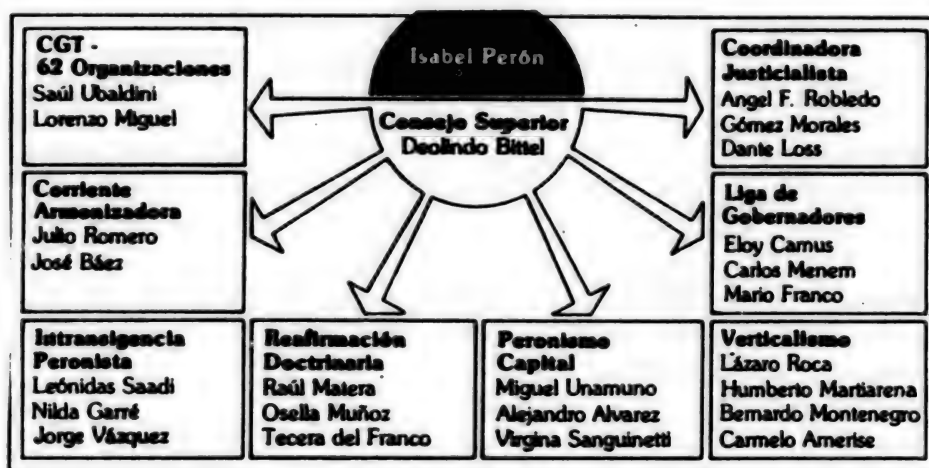 Isabel Perón
Consejo Superior
Deolindo Bittel
CGT -
62 Organizaciones
Saúl Ubaldini
Lorenzo Miguel
Coordinadora
Justicialista
Angel F. Robledo
Gómez Morales
Dante Loss
Corriente
Armonizadora
Julio Romero
José Báez
Liga de
Gobernadores
Eloy Camus
Carlos Menem
Mario Franco
Intransigencia
Peronista
Leónidas Saadi
Nilda Garré
Jorge Vázquez
Reafirmación
Doctrinaria
Raúl Matera
Osella Muñoz
Tecera del Franco
Peronismo
Capital
Miguel Unamuno
Alejandro Alvarez
Virgina Sanguinetti
Verticalismo
Lázaro Roca
Humberto Martiarena
Bernardo Montenegro
Carmelo Amerise